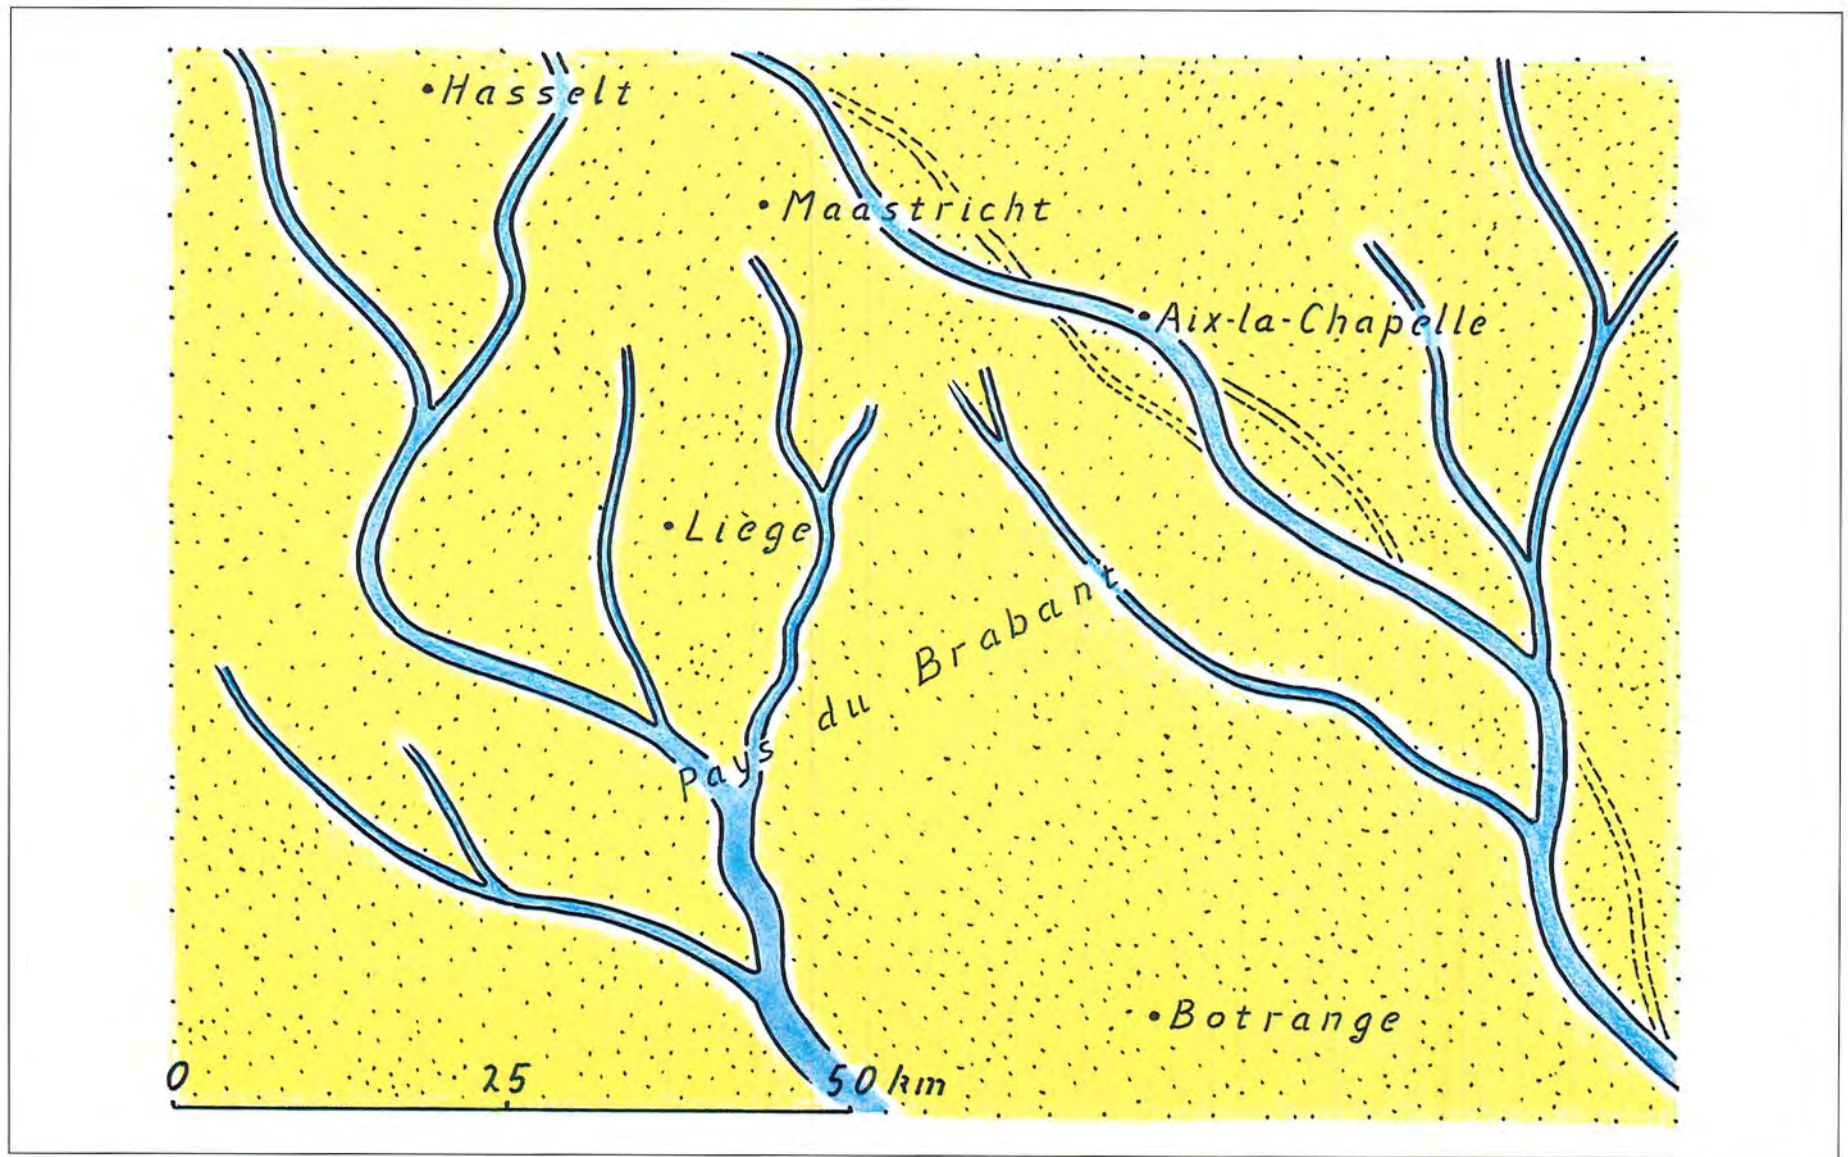 Hasselt
Maastricht
Aix-la-Chapelle
Liège
Pays du Brabant
Botrange
0 25 50 km